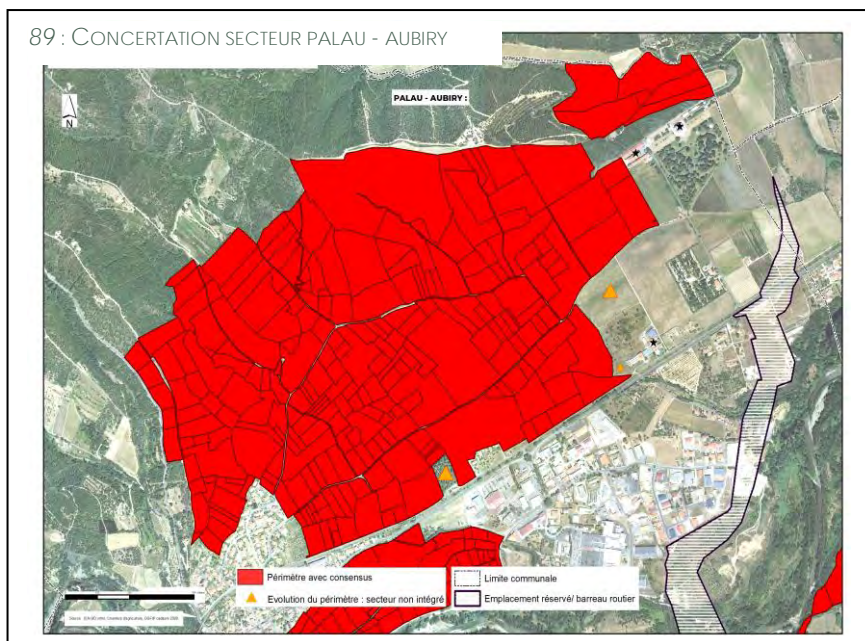 89 : CONCERTATION SECTEUR PALAU - AUBIRY
PALAU - AUBIRY :
N
Périmètre avec consensus
Evolution du périmètre : secteur non intégré
Limite communale
Emplacement réservé/ barreau routier